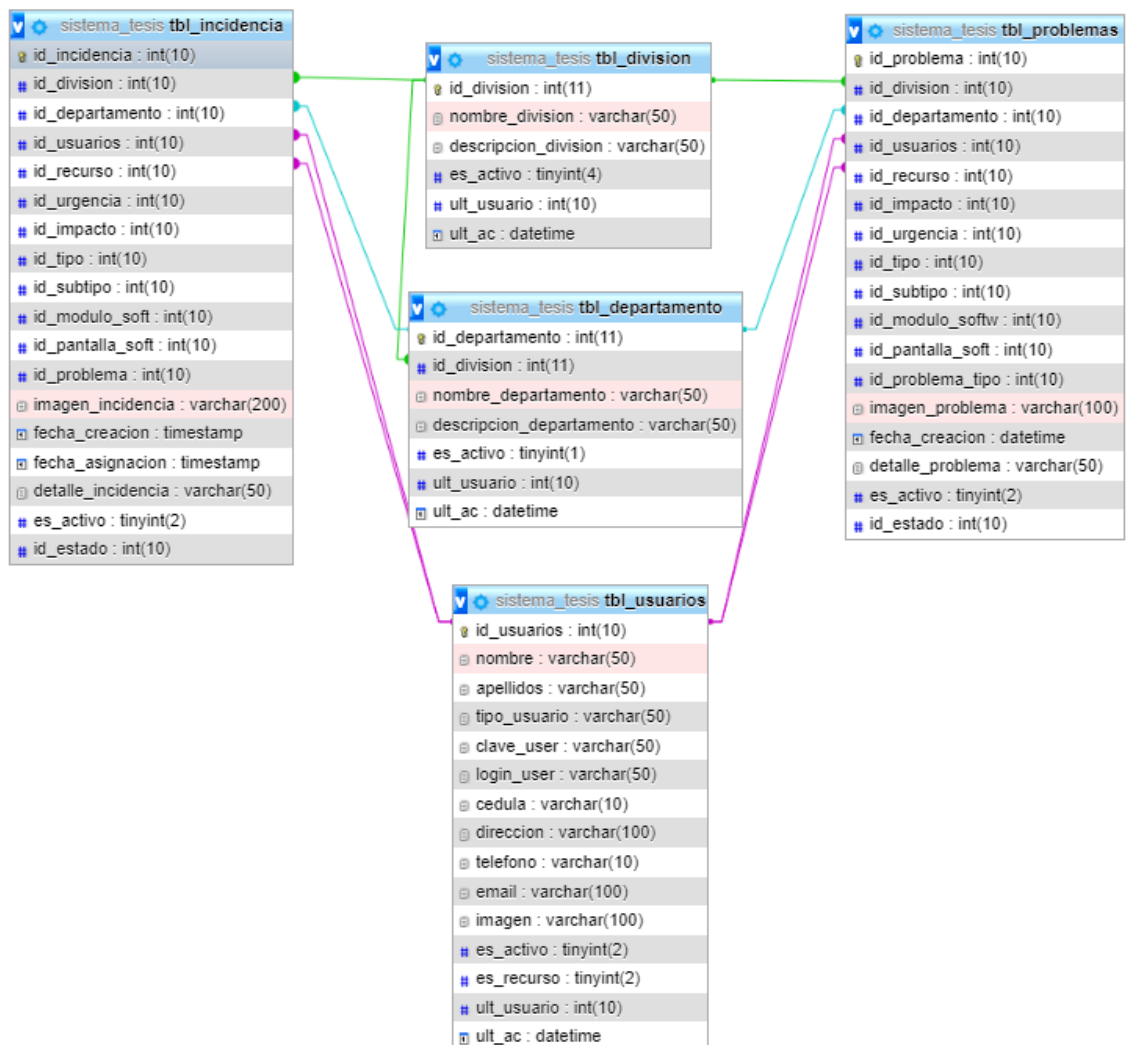 sistema_tesis tbl_incidencia
id_incidencia : int(10)
id_division : int(10)
id_departamento : int(10)
id_usuarios : int(10)
id_recurso : int(10)
id_urgencia : int(10)
id_impacto : int(10)
id_tipo : int(10)
id_subtipo : int(10)
id_modulo_soft : int(10)
id_pantalla_soft : int(10)
id_problema : int(10)
imagen_incidencia : varchar(200)
fecha_creacion : timestamp
fecha_asignacion : timestamp
detalle_incidencia : varchar(50)
es_activo : tinyint(2)
id_estado : int(10)
sistema_tesis tbl_division
id_division : int(11)
nombre_division : varchar(50)
descripcion_division : varchar(50)
es_activo : tinyint(4)
ult_usuario : int(10)
ult_ac : datetime
sistema_tesis tbl_departamento
id_departamento : int(11)
id_division : int(11)
nombre_departamento : varchar(50)
descripcion_departamento : varchar(50)
es_activo : tinyint(1)
ult_usuario : int(10)
ult_ac : datetime
sistema_tesis tbl_usuarios
id_usuarios : int(10)
nombre : varchar(50)
apellidos : varchar(50)
tipo_usuario : varchar(50)
clave_user : varchar(50)
login_user : varchar(50)
cedula : varchar(10)
direccion : varchar(100)
telefono : varchar(10)
email : varchar(100)
imagen : varchar(100)
es_activo : tinyint(2)
es_recurso : tinyint(2)
ult_usuario : int(10)
ult_ac : datetime
sistema_tesis tbl_problemas
id_problema : int(10)
id_division : int(10)
id_departamento : int(10)
id_usuarios : int(10)
id_recurso : int(10)
id_impacto : int(10)
id_urgencia : int(10)
id_tipo : int(10)
id_subtipo : int(10)
id_modulo_softw : int(10)
id_pantalla_soft : int(10)
id_problema_tipo : int(10)
imagen_problema : varchar(100)
fecha_creacion : datetime
detalle_problema : varchar(50)
es_activo : tinyint(2)
id_estado : int(10)